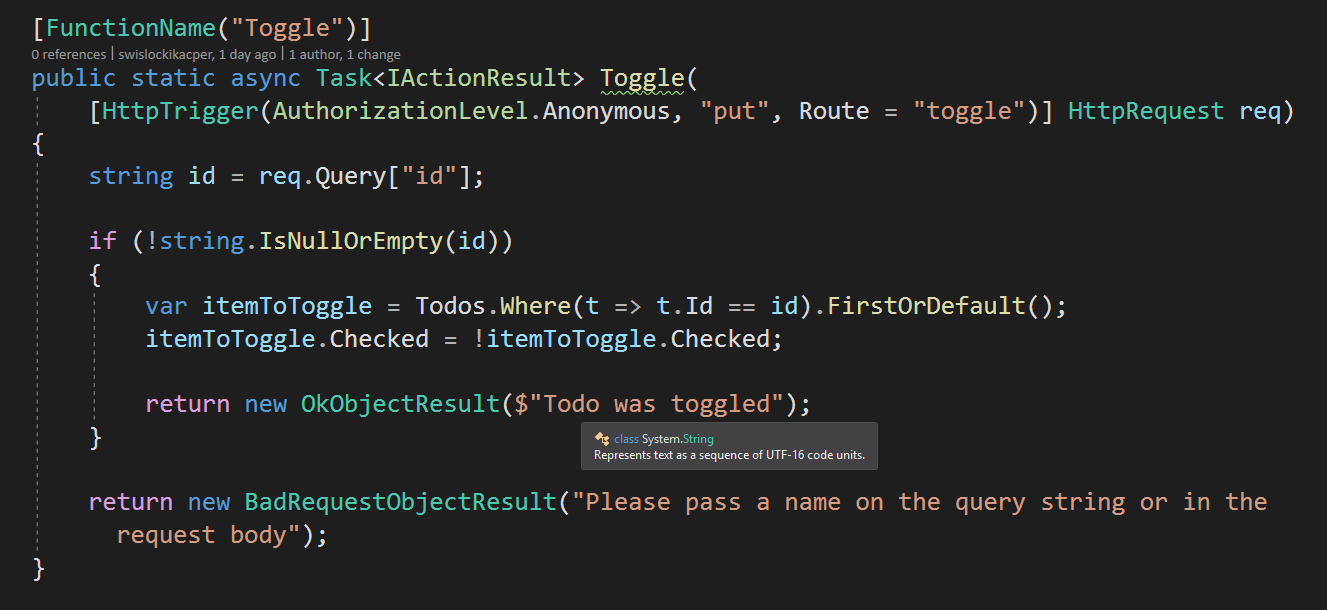 [FunctionName("Toggle")]
0 references | swislockikacper, 1 day ago | 1 author, 1 change
public static async Task<IActionResult> Toggle(
[HttpTrigger(AuthorizationLevel.Anonymous, "put", Route = "toggle")] HttpRequest req)
{
string id = req.Query["id"];
if (!string.IsNullOrEmpty(id))
{
var itemToToggle = Todos.Where(t => t.Id == id).FirstOrDefault();
itemToToggle.Checked = !itemToToggle.Checked;
return new OkObjectResult($"Todo was toggled");
}
class System.String
Represents text as a sequence of UTF-16 code units.
return new BadRequestObjectResult("Please pass a name on the query string or in the
request body");
}